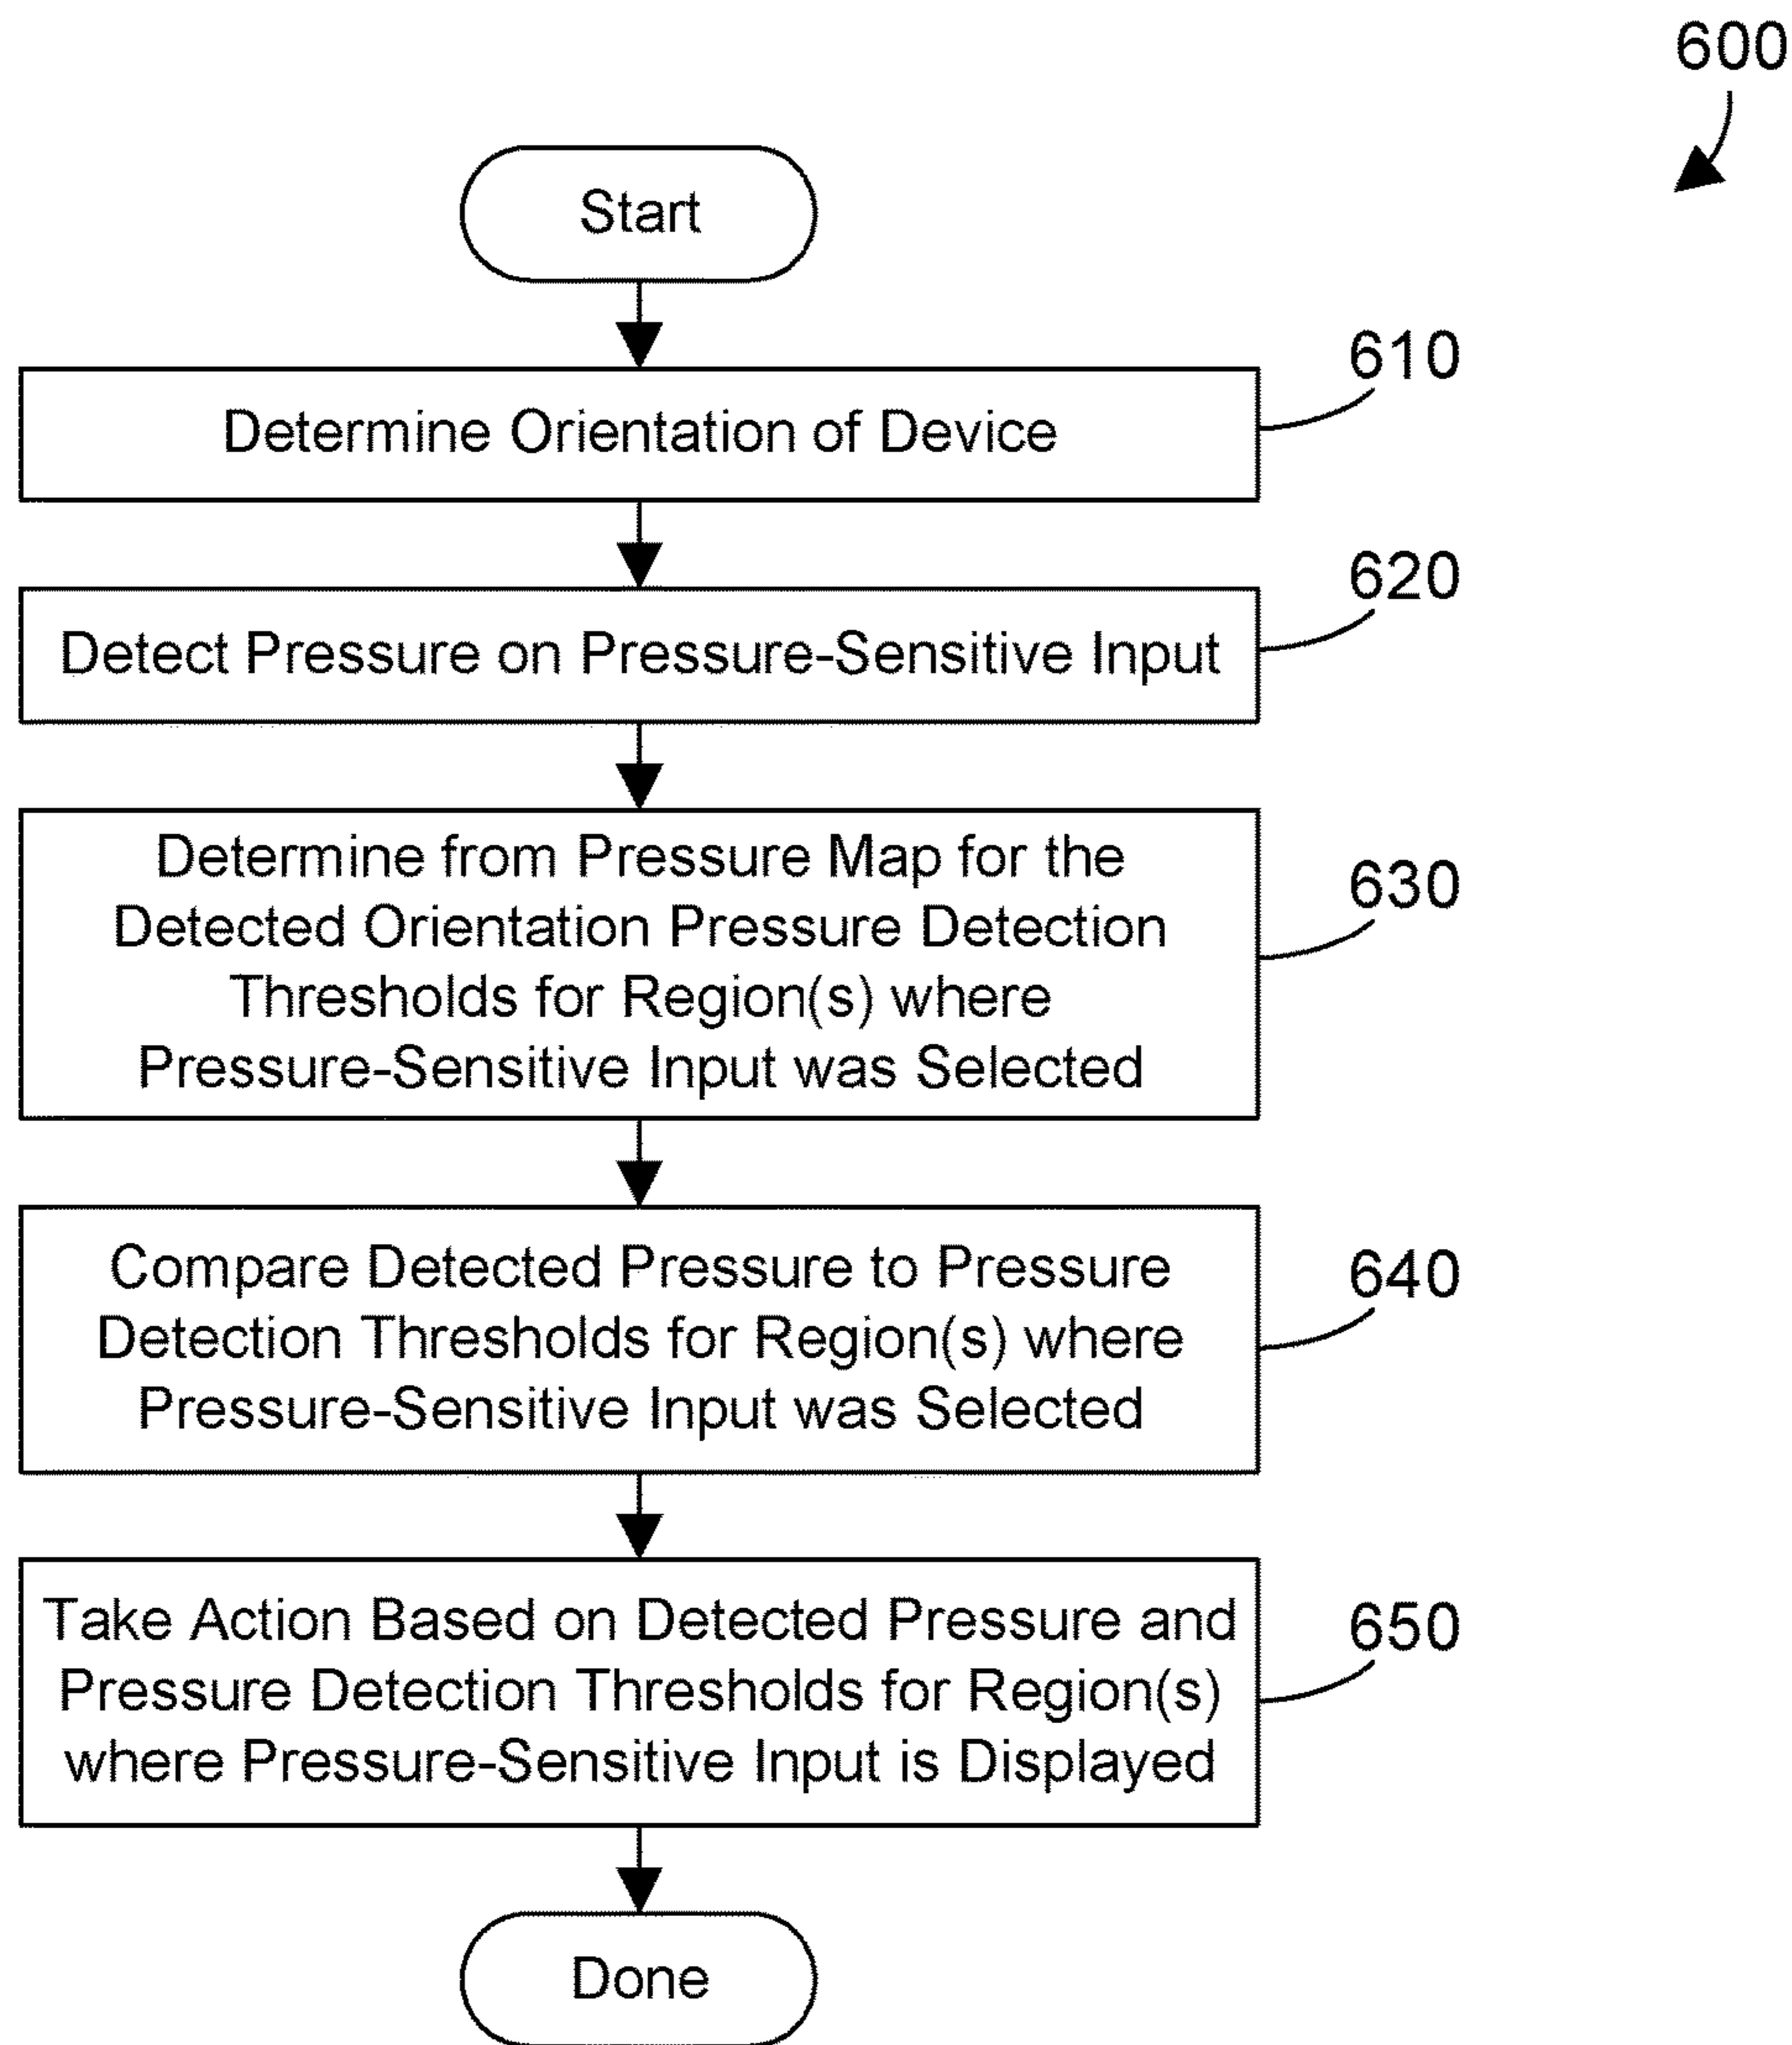 600
Start
610
Determine Orientation of Device
620
Detect Pressure on Pressure-Sensitive Input
Determine from Pressure Map for the
630
Detected Orientation Pressure Detection
Thresholds for Region(s) where
Pressure-Sensitive Input was Selected
Compare Detected Pressure to Pressure
640
Detection Thresholds for Region(s) where
Pressure-Sensitive Input was Selected
Take Action Based on Detected Pressure and
650
Pressure Detection Thresholds for Region(s)
where Pressure-Sensitive Input is Displayed
Done